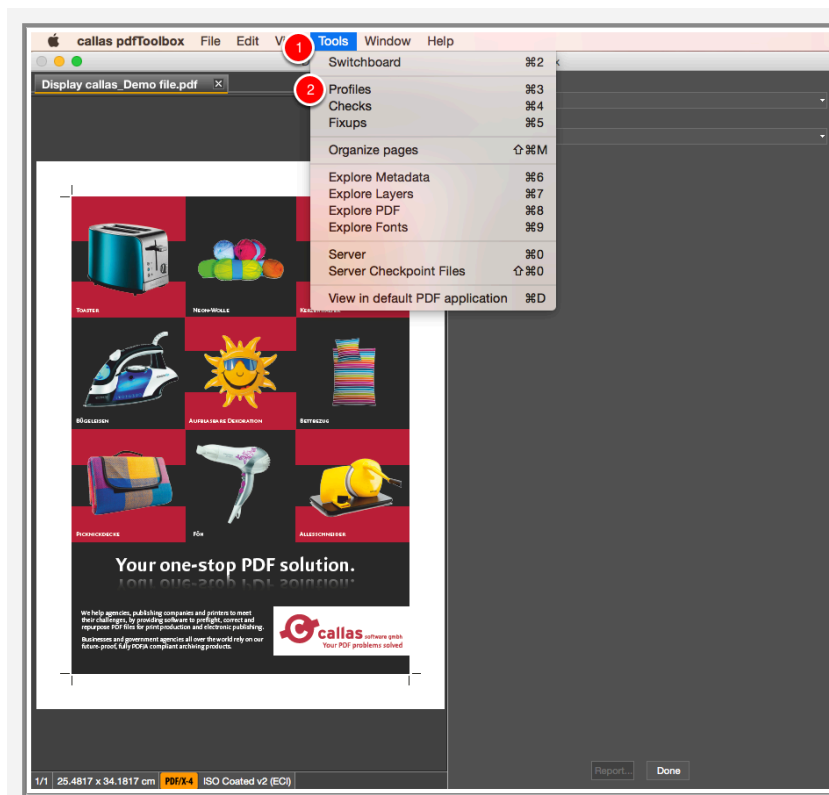 callas pdfToolbox File Edit V Tools Window Help
1
Switchboard ⌘2
Display callas_Demo file.pdf x
2 Profiles ⌘3
Checks ⌘4
Fixups ⌘5
Organize pages ⇧⌘M
Explore Metadata ⌘6
Explore Layers ⌘7
Explore PDF ⌘8
Explore Fonts ⌘9
Server ⌘0
Server Checkpoint Files ⇧⌘0
View in default PDF application ⌘D
Toaster Neon-Wolle
Bügeleisen Aufblasbare Dekoration Bettbezug
Picknickdecke Fön Allesschneider
Your one-stop PDF solution.
We help agencies, publishing companies and printers to meet
their challenges, by providing software to preflight, correct and
repurpose PDF files for print production and electronic publishing.
Businesses and government agencies all over the world rely on our
future-proof, fully PDF/A compliant archiving products.
callas software gmbh
Your PDF problems solved
Report... Done
1/1 25.4817 x 34.1817 cm PDF/X-4 ISO Coated v2 (ECI)